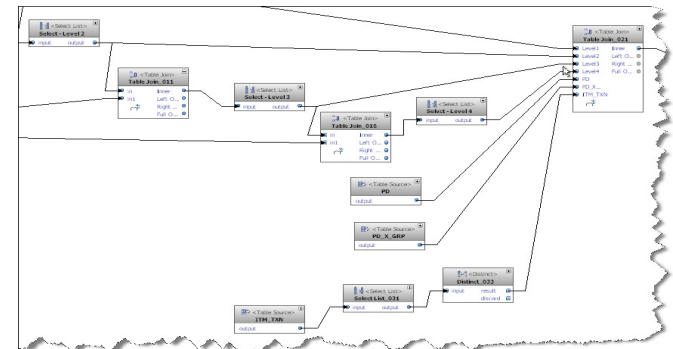 <Select List>
Select - Level 2
input output
<Table Join>
Table Join_011
in Inner
in1 Left O...
Right ...
Full O...
<Select List>
Select - Level 3
input output
<Table Join>
Table Join_016
in Inner
in1 Left O...
Right ...
Full O...
<Select List>
Select - Level 4
input output
<Table Join>
Table Join_021
Level1 Inner
Level2 Left O...
Level3 Right ...
Level4 Full O...
PD
PD_X...
ITM_TXN
<Table Source>
PD
output
<Table Source>
PD_X_GRP
output
<Table Source>
ITM_TXN
output
<Select List>
Select List_031
input output
<Distinct>
Distinct_033
input result
discard